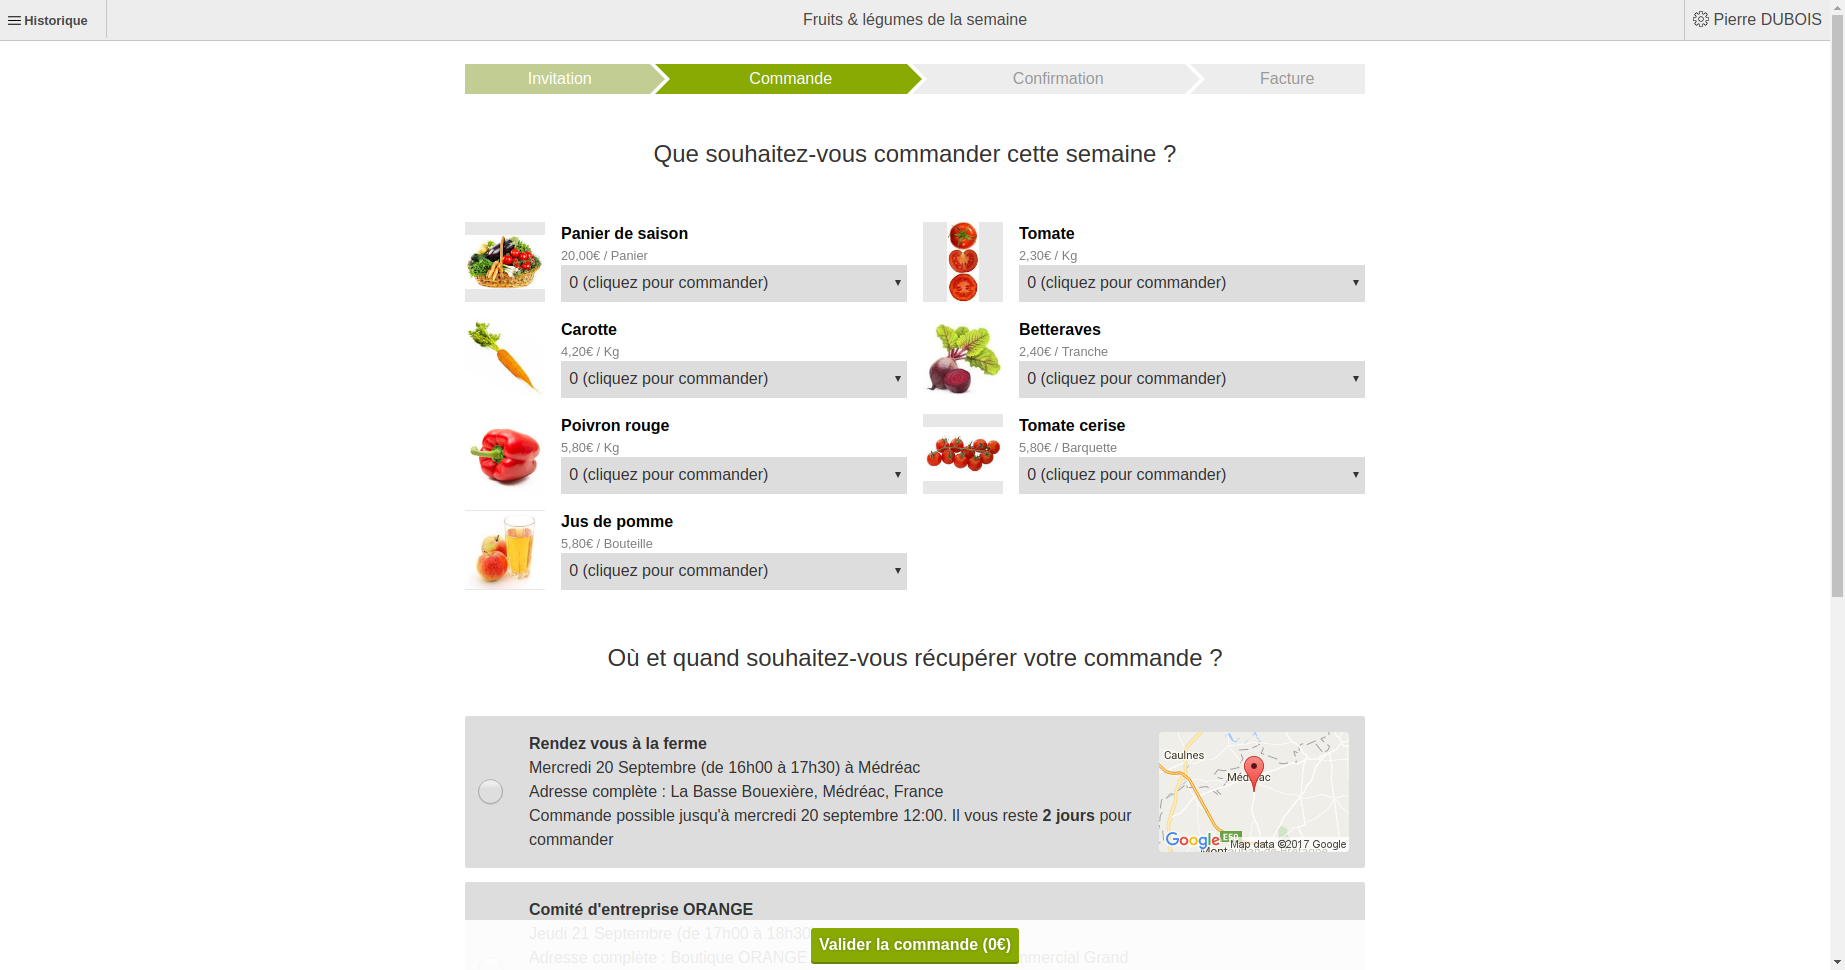 Historique
Fruits & légumes de la semaine
Pierre DUBOIS
Invitation
Commande
Confirmation
Facture
Que souhaitez-vous commander cette semaine ?
Panier de saison
20,00€ / Panier
0 (cliquez pour commander)
Tomate
2,30€ / Kg
0 (cliquez pour commander)
Carotte
4,20€ / Kg
0 (cliquez pour commander)
Betteraves
2,40€ / Tranche
0 (cliquez pour commander)
Poivron rouge
5,80€ / Kg
0 (cliquez pour commander)
Tomate cerise
5,80€ / Barquette
0 (cliquez pour commander)
Jus de pomme
5,80€ / Bouteille
0 (cliquez pour commander)
Où et quand souhaitez-vous récupérer votre commande ?
Rendez vous à la ferme
Mercredi 20 Septembre (de 16h00 à 17h30) à Médréac
Adresse complète : La Basse Bouexière, Médréac, France
Commande possible jusqu'à mercredi 20 septembre 12:00. Il vous reste 2 jours pour
commander
Caulnes
Médréac
Google
E50
Map data ©2017 Google
Comité d'entreprise ORANGE
Jeudi 21 Septembre (de 17h00 à 18h30
Adresse complète : Boutique ORANGE
Grand
Valider la commande (0€)